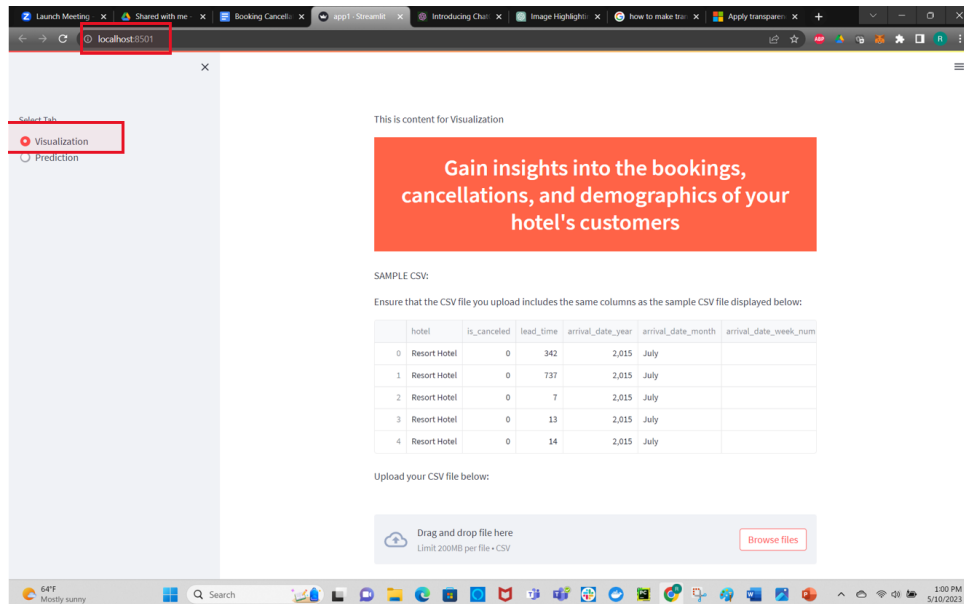 Launch Meeting -
Shared with me -
Booking Cancella
app1 - Streamlit
Introducing Chat
Image Highlighti
how to make tran
Apply transparen
localhost:8501
ABP
R
Select Tab
Visualization
Prediction
This is content for Visualization
Gain insights into the bookings,
cancellations, and demographics of your
hotel's customers
SAMPLE CSV:
Ensure that the CSV file you upload includes the same columns as the sample CSV file displayed below:
hotel is_canceled lead_time arrival_date_year arrival_date_month arrival_date_week_num
0 Resort Hotel 0 342 2,015 July
1 Resort Hotel 0 737 2,015 July
2 Resort Hotel 0 7 2,015 July
3 Resort Hotel 0 13 2,015 July
4 Resort Hotel 0 14 2,015 July
Upload your CSV file below:
Drag and drop file here
Limit 200MB per file • CSV
Browse files
64°F
Mostly sunny
Search
1:00 PM
5/10/2023